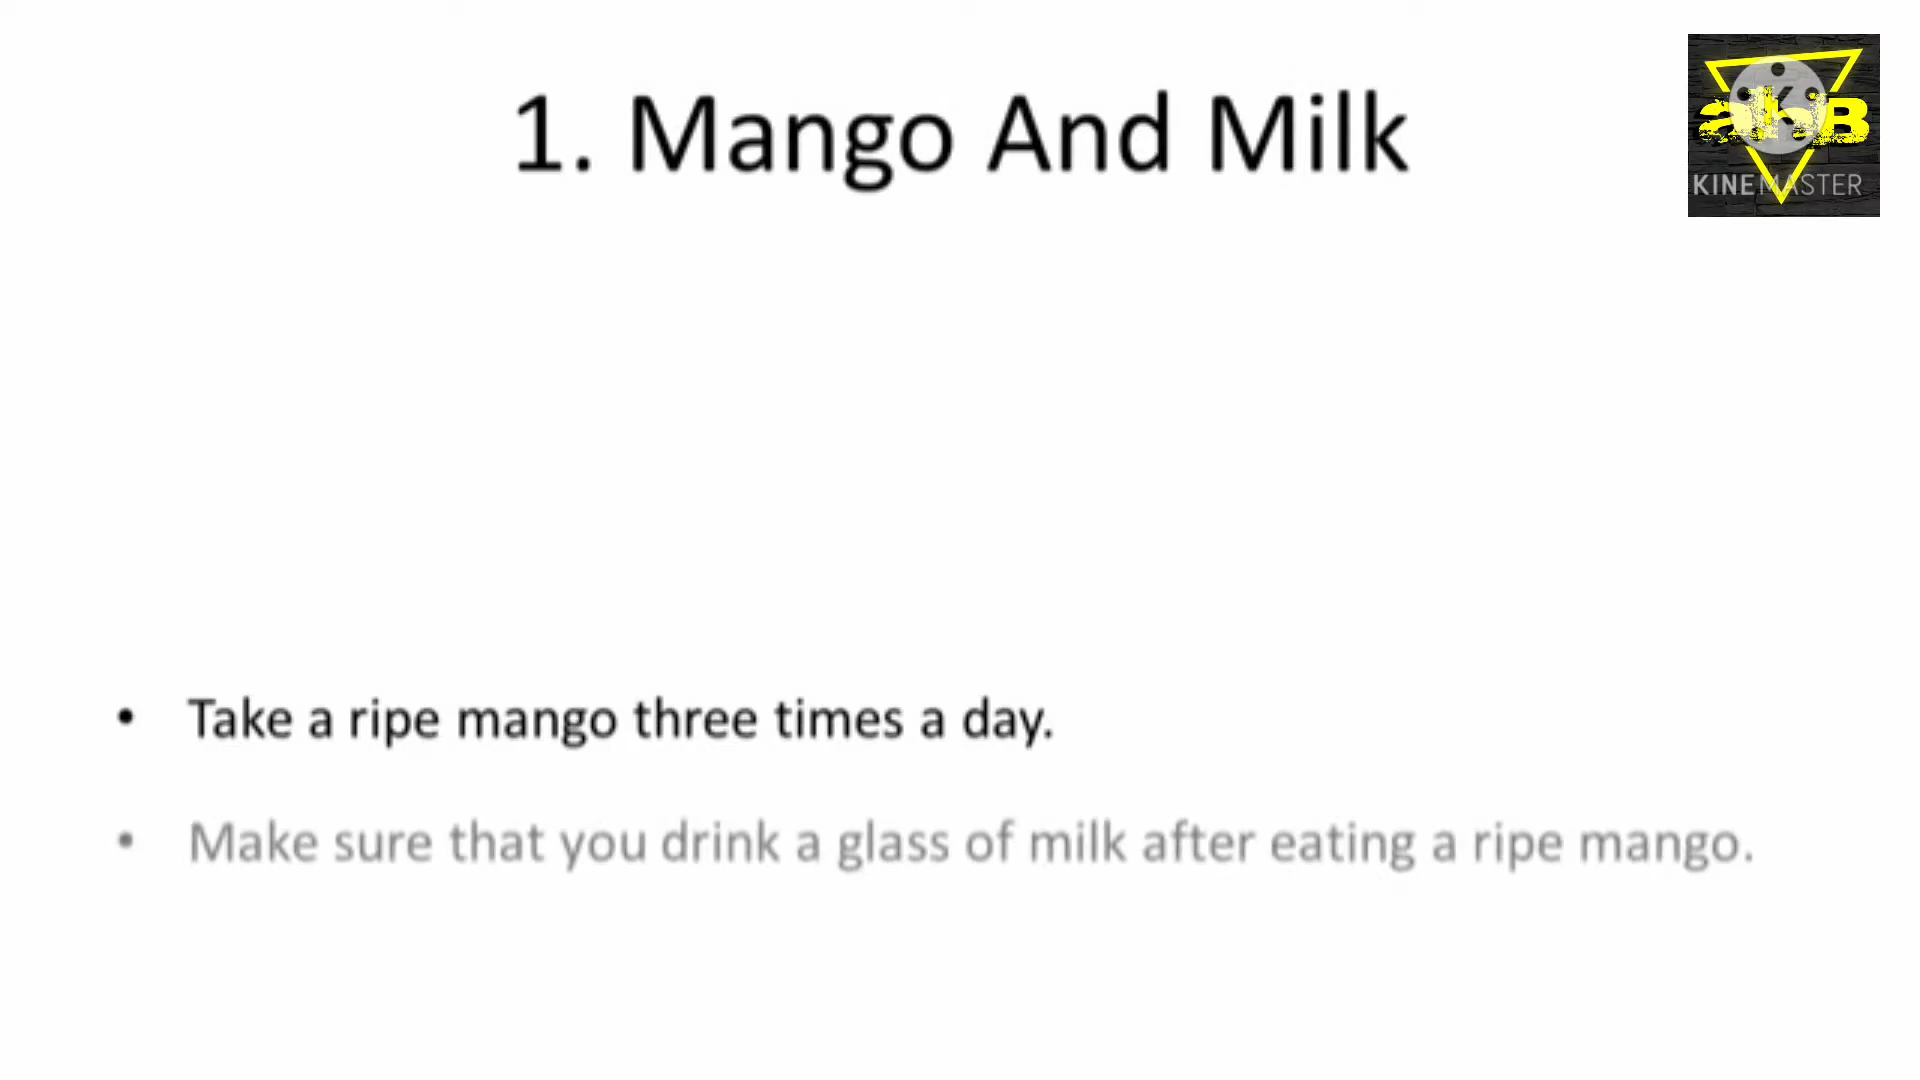 1. Mango And Milk
ahB
KINEMASTER
• Take a ripe mango three times a day.
• Make sure that you drink a glass of milk after eating a ripe mango.